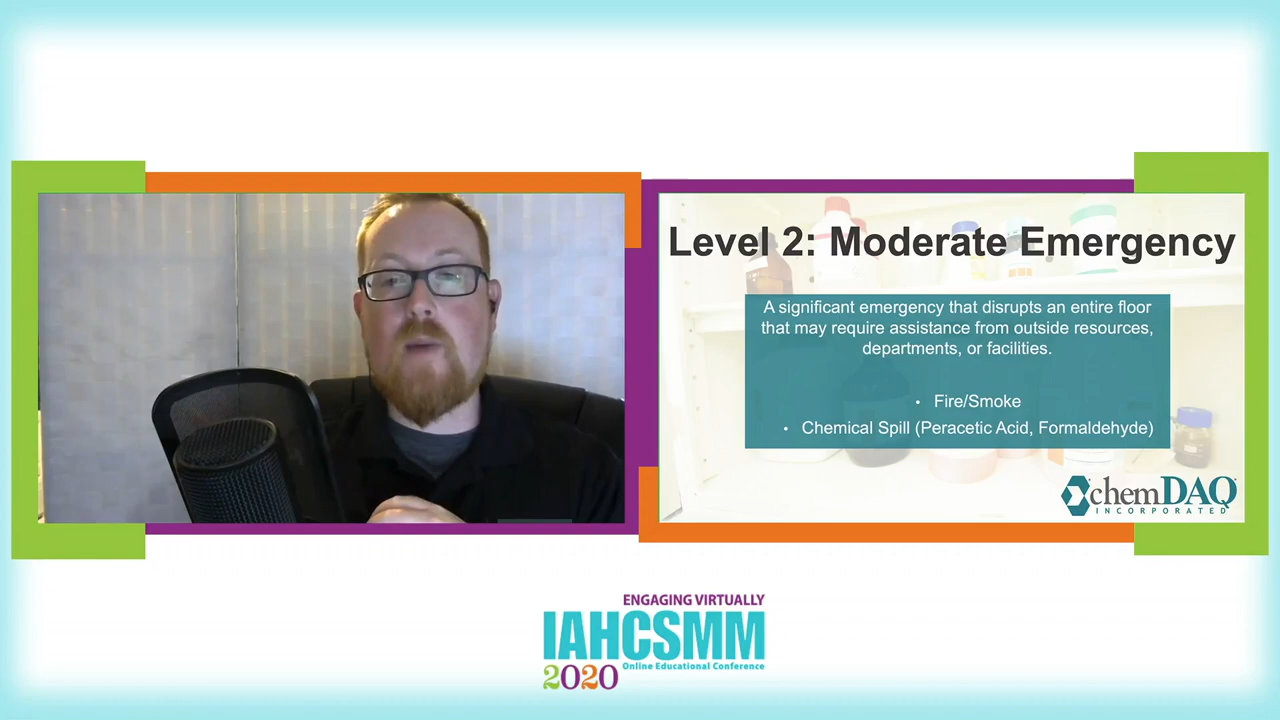 Level 2: Moderate Emergency
A significant emergency that disrupts an entire floor
that may require assistance from outside resources,
departments, or facilities.
• Fire/Smoke
• Chemical Spill (Peracetic Acid, Formaldehyde)
chemDAQ
INCORPORATED
ENGAGING VIRTUALLY
IAHCSMM
2020 Online Educational Conference